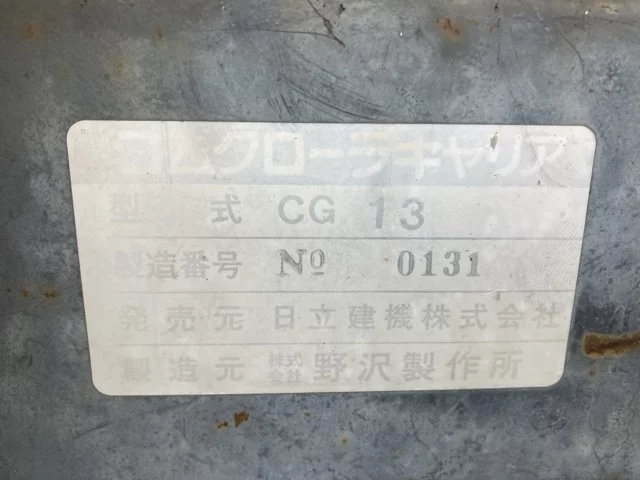 ゴムクローラキャリア
型式 CG 13
製造番号 No 0131
発売元 日立建機株式会社
製造元 株式会社 野沢製作所